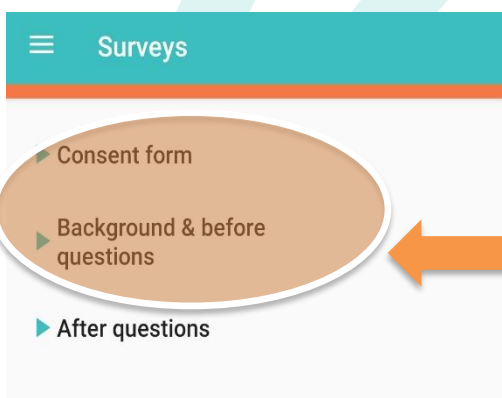 Surveys
Consent form
Background & before
questions
After questions